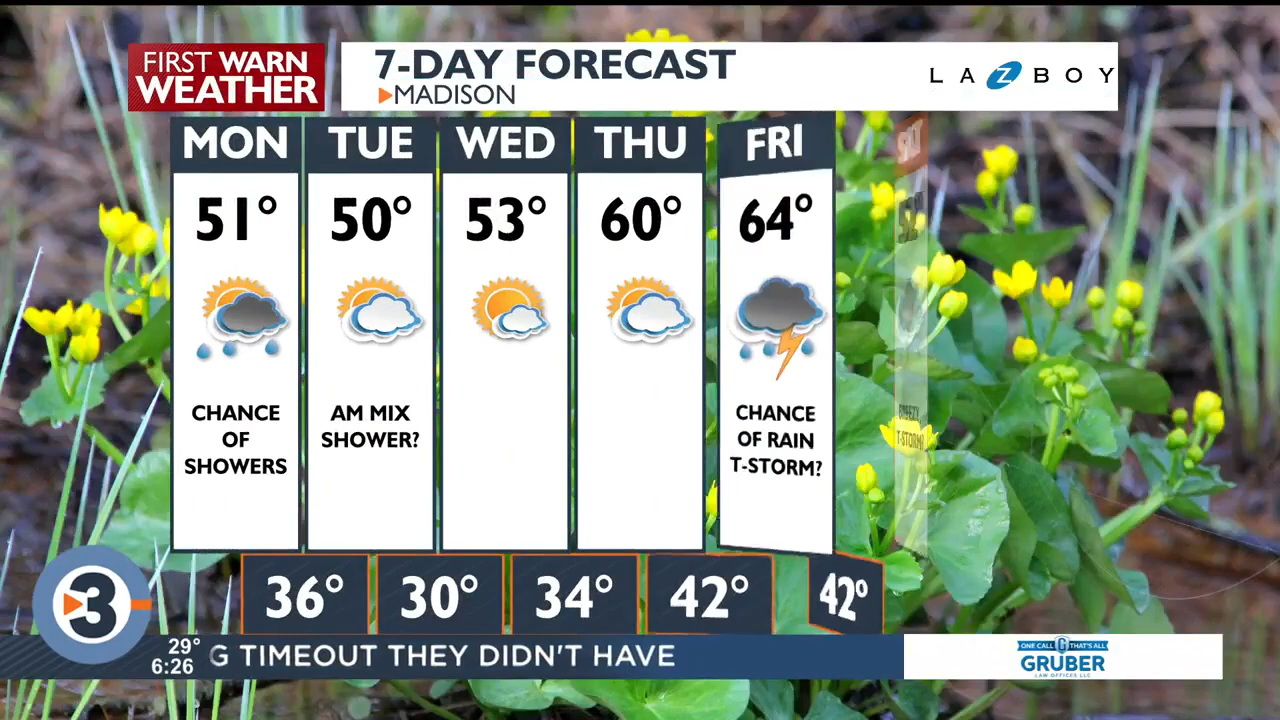 FIRST WARN
WEATHER
7-DAY FORECAST
MADISON
LA Z BOY
MON
TUE
WED
THU
FRI
51°
50°
53°
60°
64°
CHANCE
OF
SHOWERS
AM MIX
SHOWER?
CHANCE
OF RAIN
T-STORM?
T-STORM?
36°
30°
34°
42°
42°
3
29°
6:26
G TIMEOUT THEY DIDN'T HAVE
ONE CALL G THAT'S ALL
GRUBER
LAW OFFICES LLC